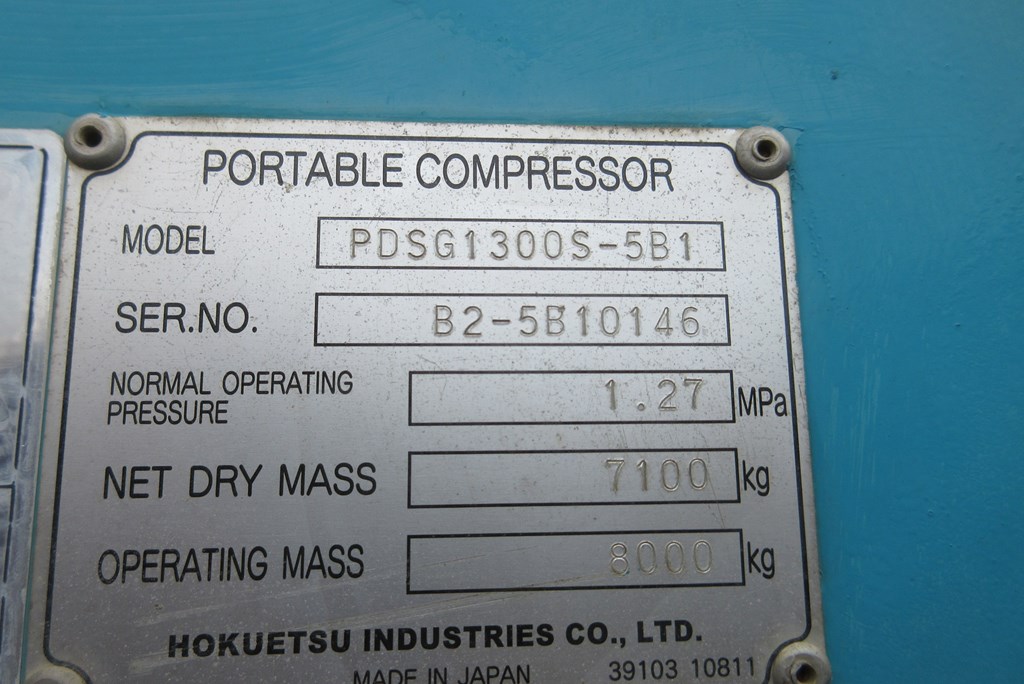 PORTABLE COMPRESSOR
MODEL PDSG1300S-5B1
SER.NO. B2-5B10146
NORMAL OPERATING
PRESSURE 1.27 MPa
NET DRY MASS 7100 kg
OPERATING MASS 8000 kg
HOKUETSU INDUSTRIES CO., LTD.
MADE IN JAPAN 39103 10811